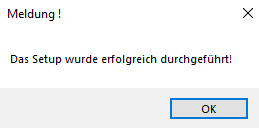 Meldung !
Das Setup wurde erfolgreich durchgeführt!
OK